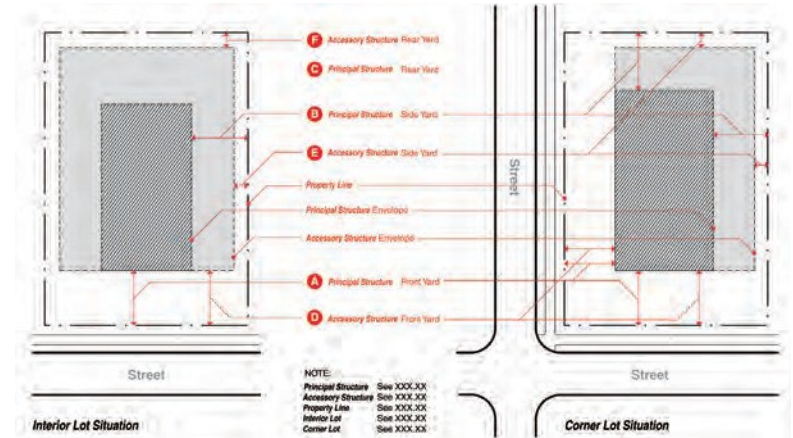 F Accessory Structure Rear Yard
C Principal Structure Rear Yard
B Principal Structure Side Yard
E Accessory Structure Side Yard
Property Line
Principal Structure Envelope
Accessory Structure Envelope
A Principal Structure Front Yard
D Accessory Structure Front Yard
Street
Street
Street
NOTE:
Principal Structure See XXX.XX
Accessory Structure See XXX.XX
Property Line See XXX.XX
Interior Lot See XXX.XX
Corner Lot See XXX.XX
Interior Lot Situation
Corner Lot Situation